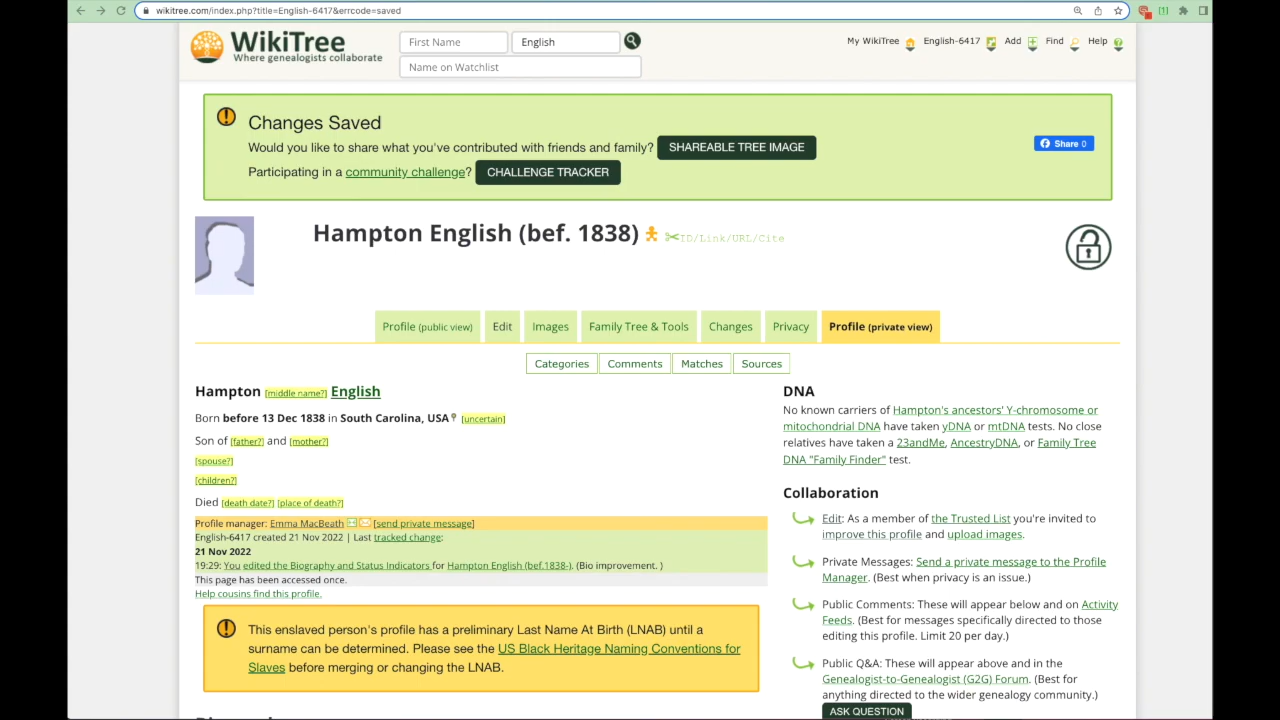 wikitree.com/index.php?title=English-6417&errcode=saved
WikiTree
Where genealogists collaborate
First Name
English
Name on Watchlist
My WikiTree
English-6417
Add
Find
Help
Changes Saved
Would you like to share what you've contributed with friends and family? SHAREABLE TREE IMAGE
Share 0
Participating in a community challenge? CHALLENGE TRACKER
Hampton English (bef. 1838)
ID/Link/URL/Cite
Profile (public view)
Edit
Images
Family Tree & Tools
Changes
Privacy
Profile (private view)
Categories
Comments
Matches
Sources
Hampton [middle name?] English
Born before 13 Dec 1838 in South Carolina, USA [uncertain]
Son of [father?] and [mother?]
[spouse?]
[children?]
Died [death date?] [place of death?]
Profile manager: Emma MacBeath [send private message]
English-6417 created 21 Nov 2022 | Last tracked change:
21 Nov 2022
19:29: You edited the Biography and Status Indicators for Hampton English (bef.1838-). (Bio improvement. )
This page has been accessed once.
Help cousins find this profile.
This enslaved person's profile has a preliminary Last Name At Birth (LNAB) until a
surname can be determined. Please see the US Black Heritage Naming Conventions for
Slaves before merging or changing the LNAB.
DNA
No known carriers of Hampton's ancestors' Y-chromosome or
mitochondrial DNA have taken yDNA or mtDNA tests. No close
relatives have taken a 23andMe, AncestryDNA, or Family Tree
DNA "Family Finder" test.
Collaboration
Edit: As a member of the Trusted List you're invited to
improve this profile and upload images.
Private Messages: Send a private message to the Profile
Manager. (Best when privacy is an issue.)
Public Comments: These will appear below and on Activity
Feeds. (Best for messages specifically directed to those
editing this profile. Limit 20 per day.)
Public Q&A: These will appear above and in the
Genealogist-to-Genealogist (G2G) Forum. (Best for
anything directed to the wider genealogy community.)
ASK QUESTION